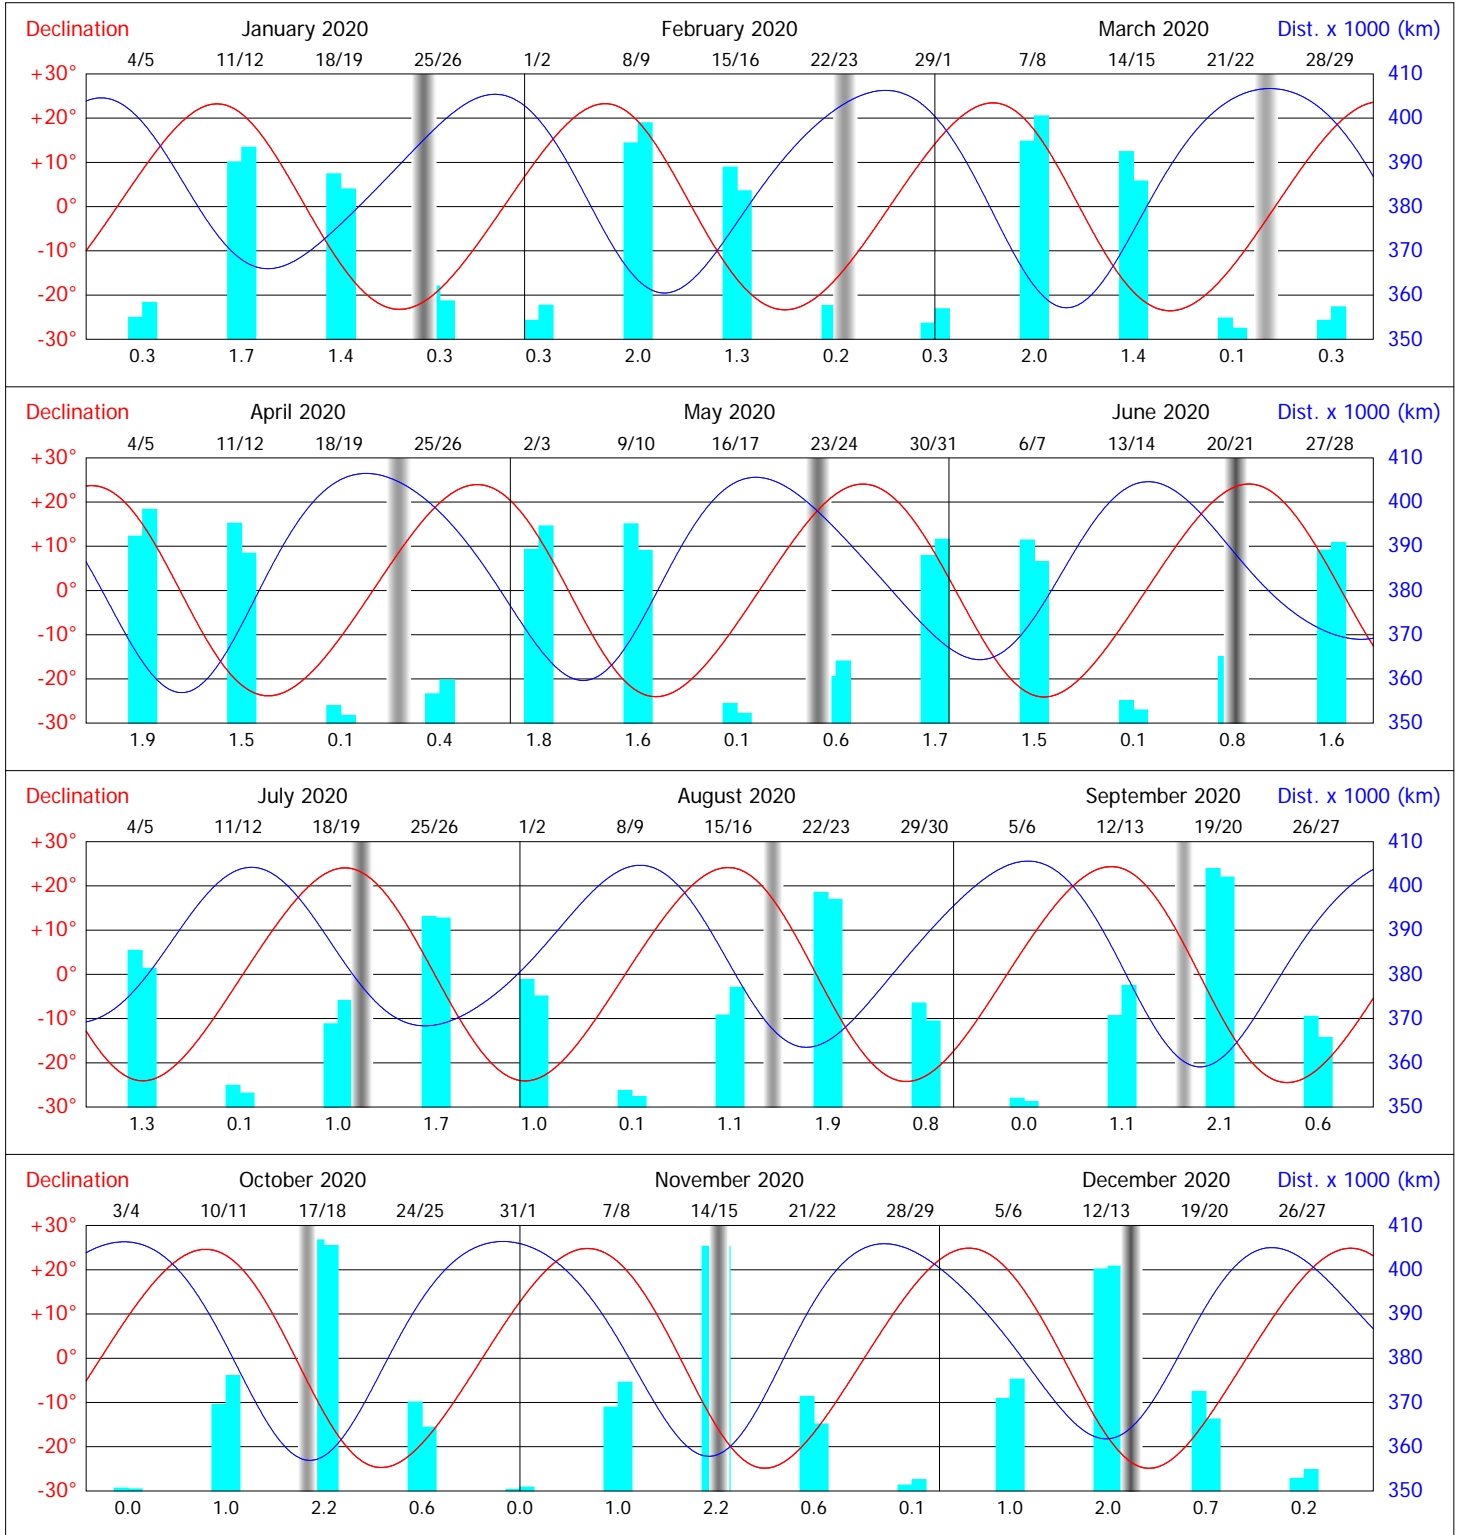 Declination January 2020 February 2020 March 2020 Dist. x 1000 (km)
4/5 11/12 18/19 25/26 1/2 8/9 15/16 22/23 29/1 7/8 14/15 21/22 28/29
+30° 410
+20° 400
+10° 390
0° 380
-10° 370
-20° 360
-30° 350
0.3 1.7 1.4 0.3 0.3 2.0 1.3 0.2 0.3 2.0 1.4 0.1 0.3
Declination April 2020 May 2020 June 2020 Dist. x 1000 (km)
4/5 11/12 18/19 25/26 2/3 9/10 16/17 23/24 30/31 6/7 13/14 20/21 27/28
+30° 410
+20° 400
+10° 390
0° 380
-10° 370
-20° 360
-30° 350
1.9 1.5 0.1 0.4 1.8 1.6 0.1 0.6 1.7 1.5 0.1 0.8 1.6
Declination July 2020 August 2020 September 2020 Dist. x 1000 (km)
4/5 11/12 18/19 25/26 1/2 8/9 15/16 22/23 29/30 5/6 12/13 19/20 26/27
+30° 410
+20° 400
+10° 390
0° 380
-10° 370
-20° 360
-30° 350
1.3 0.1 1.0 1.7 1.0 0.1 1.1 1.9 0.8 0.0 1.1 2.1 0.6
Declination October 2020 November 2020 December 2020 Dist. x 1000 (km)
3/4 10/11 17/18 24/25 31/1 7/8 14/15 21/22 28/29 5/6 12/13 19/20 26/27
+30° 410
+20° 400
+10° 390
0° 380
-10° 370
-20° 360
-30° 350
0.0 1.0 2.2 0.6 0.0 1.0 2.2 0.6 0.1 1.0 2.0 0.7 0.2